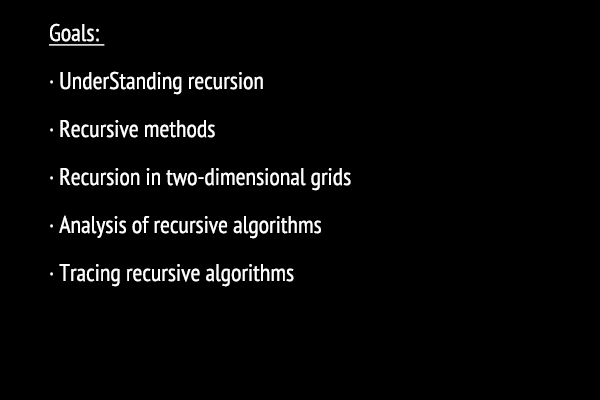 Goals:
· UnderStanding recursion
· Recursive methods
· Recursion in two-dimensional grids
· Analysis of recursive algorithms
· Tracing recursive algorithms